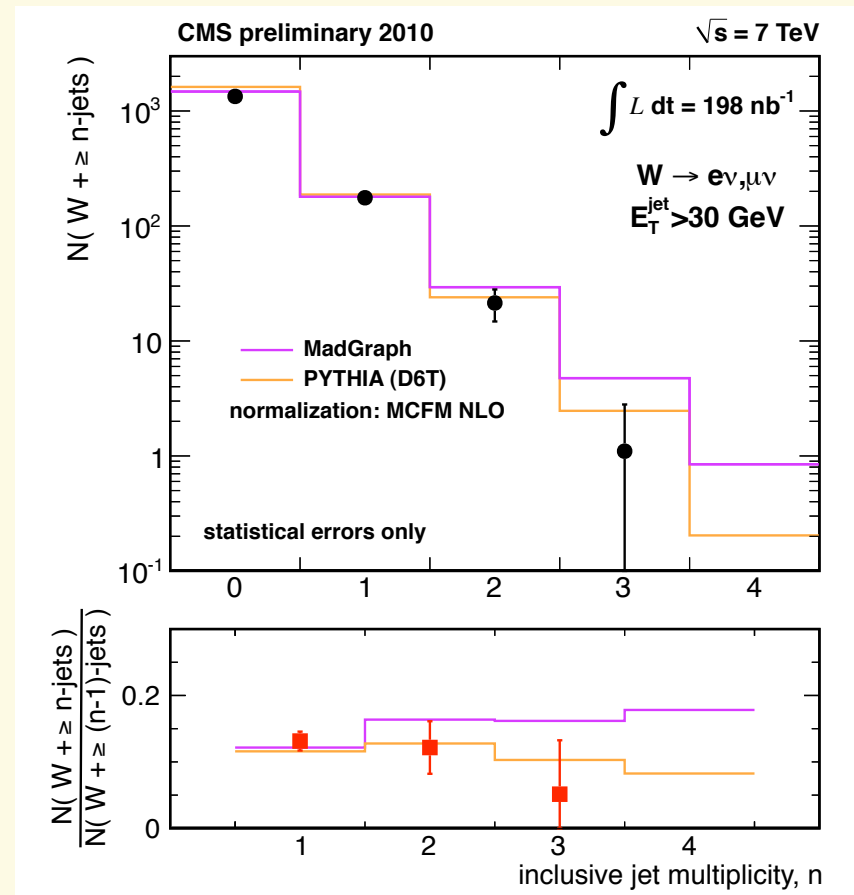 CMS preliminary 2010
√s = 7 TeV
N( W + ≥ n-jets)
10³
10²
10
1
10⁻¹
∫ L dt = 198 nb⁻¹
W → eν,μν
E_T^jet >30 GeV
MadGraph
PYTHIA (D6T)
normalization: MCFM NLO
statistical errors only
0 1 2 3 4
N( W + ≥ n-jets )
N( W + ≥ (n-1)-jets )
0.2
0
1 2 3 4
inclusive jet multiplicity, n